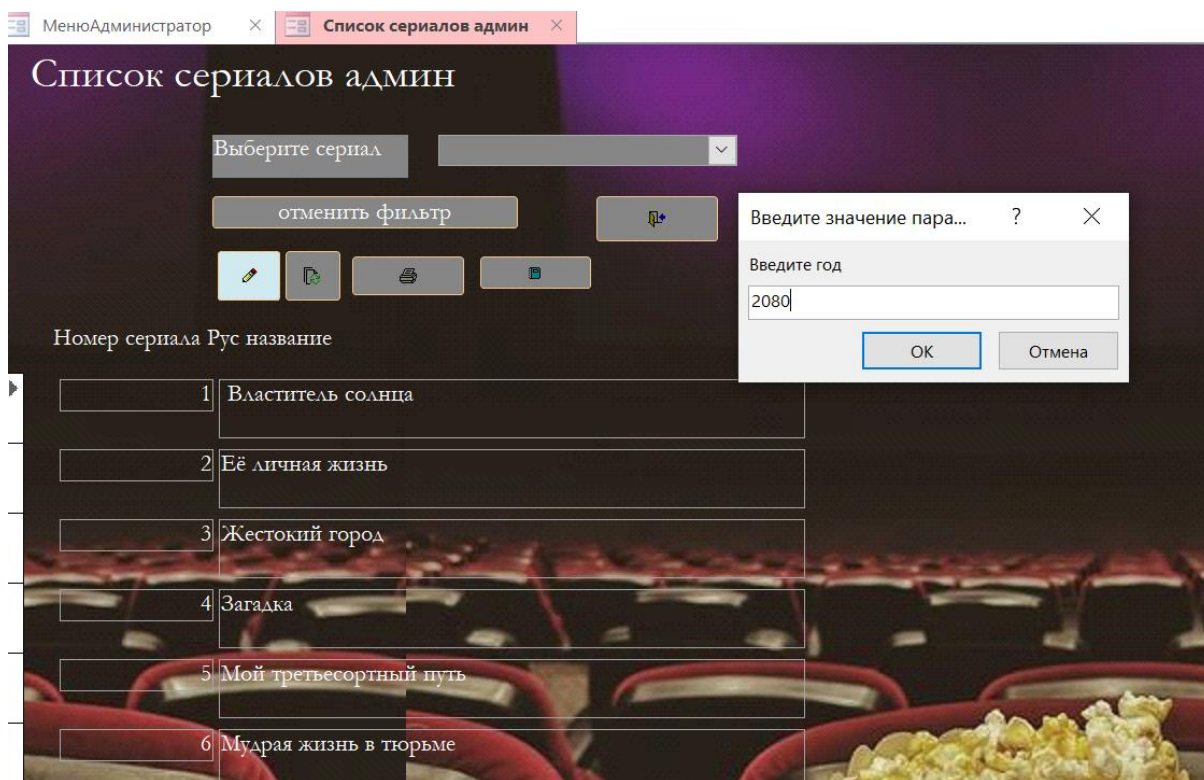 МенюАдминистратор
Список сериалов админ
Список сериалов админ
Выберите сериал
отменить фильтр
Введите значение пара...
Введите год
2080
ОК
Отмена
Номер сериала Рус название
1 Властитель солнца
2 Её личная жизнь
3 Жестокий город
4 Загадка
5 Мой третьесортный путь
6 Мудрая жизнь в тюрьме